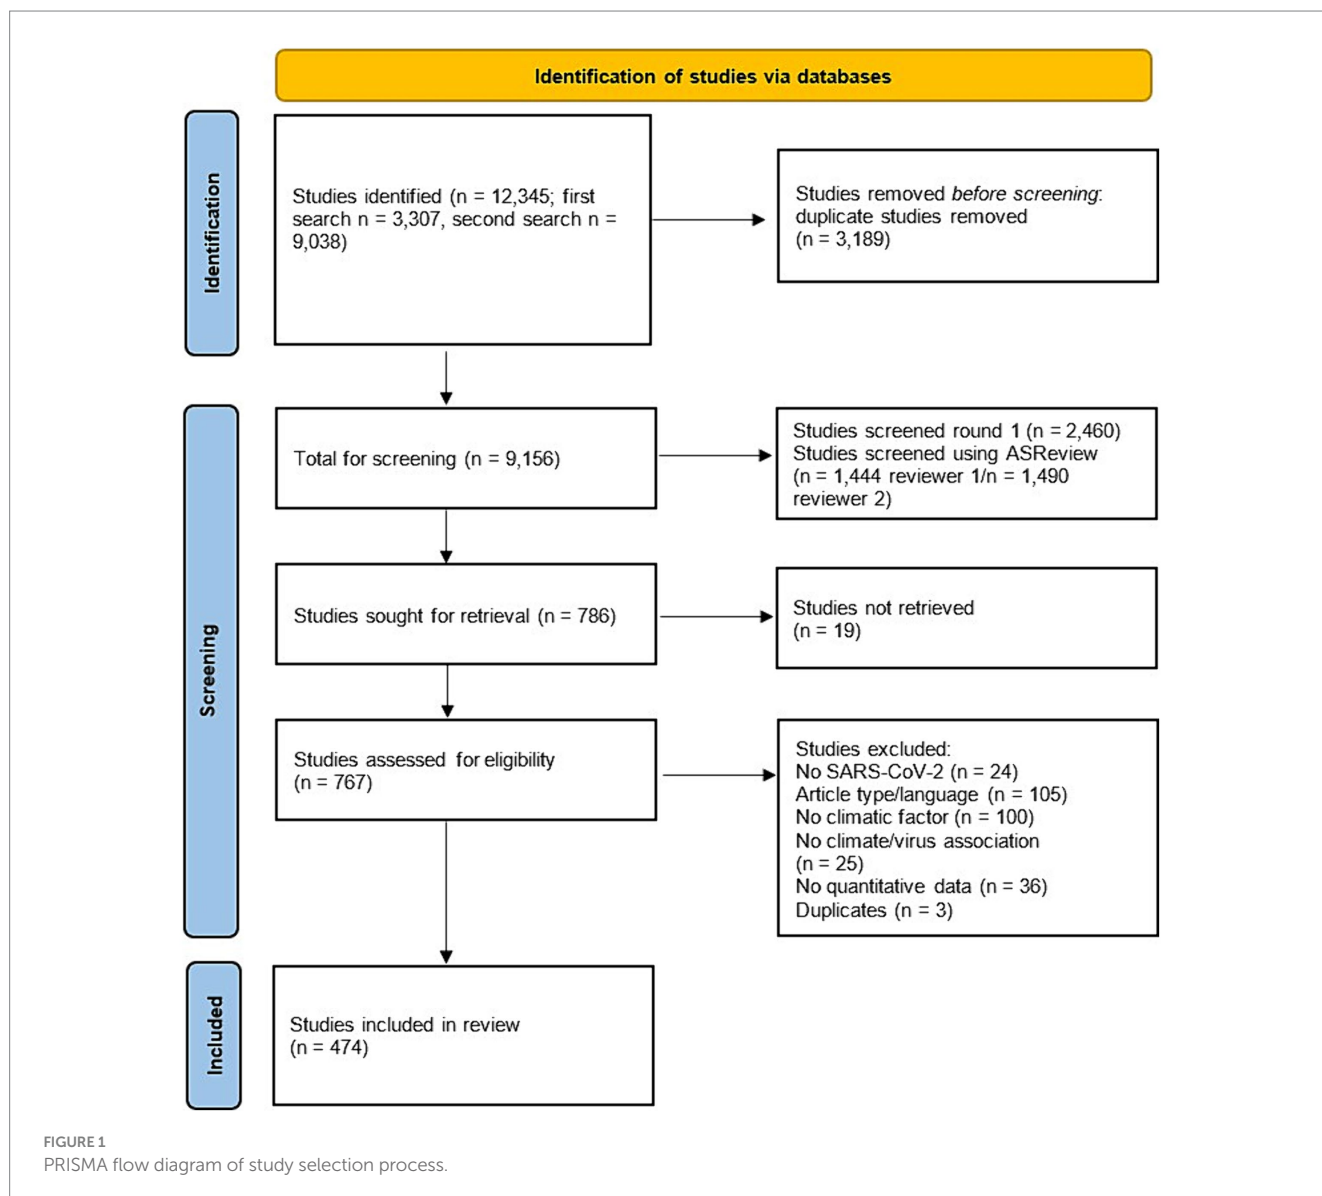 Identification of studies via databases
Identification
Studies identified (n = 12,345; first
search n = 3,307, second search n =
9,038)
Studies removed before screening:
duplicate studies removed
(n = 3,189)
Screening
Total for screening (n = 9,156)
Studies screened round 1 (n = 2,460)
Studies screened using ASReview
(n = 1,444 reviewer 1/n = 1,490
reviewer 2)
Studies sought for retrieval (n = 786)
Studies not retrieved
(n = 19)
Studies assessed for eligibility
(n = 767)
Studies excluded:
No SARS-CoV-2 (n = 24)
Article type/language (n = 105)
No climatic factor (n = 100)
No climate/virus association
(n = 25)
No quantitative data (n = 36)
Duplicates (n = 3)
Included
Studies included in review
(n = 474)
FIGURE 1
PRISMA flow diagram of study selection process.